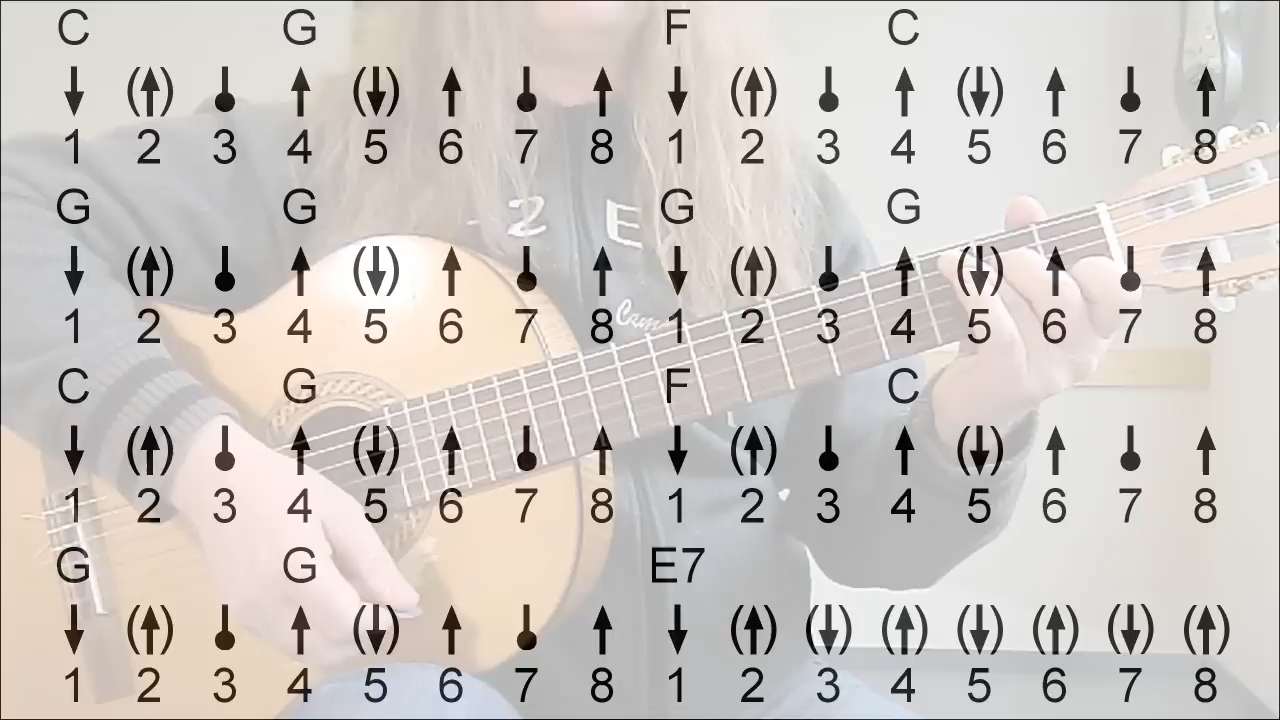 C G F C
↓ (↑) ↓ ↑ (↓) ↑ ↓ ↑ ↓ (↑) ↓ ↑ (↓) ↑ ↓ ↑
1 2 3 4 5 6 7 8 1 2 3 4 5 6 7 8
G G G G
↓ (↑) ↓ ↑ (↓) ↑ ↓ ↑ ↓ (↑) ↓ ↑ (↓) ↑ ↓ ↑
1 2 3 4 5 6 7 8 1 2 3 4 5 6 7 8
C G F C
↓ (↑) ↓ ↑ (↓) ↑ ↓ ↑ ↓ (↑) ↓ ↑ (↓) ↑ ↓ ↑
1 2 3 4 5 6 7 8 1 2 3 4 5 6 7 8
G G E7
↓ (↑) ↓ ↑ (↓) ↑ ↓ ↑ ↓ (↑) (↓) (↑) (↓) (↑) (↓) (↑)
1 2 3 4 5 6 7 8 1 2 3 4 5 6 7 8